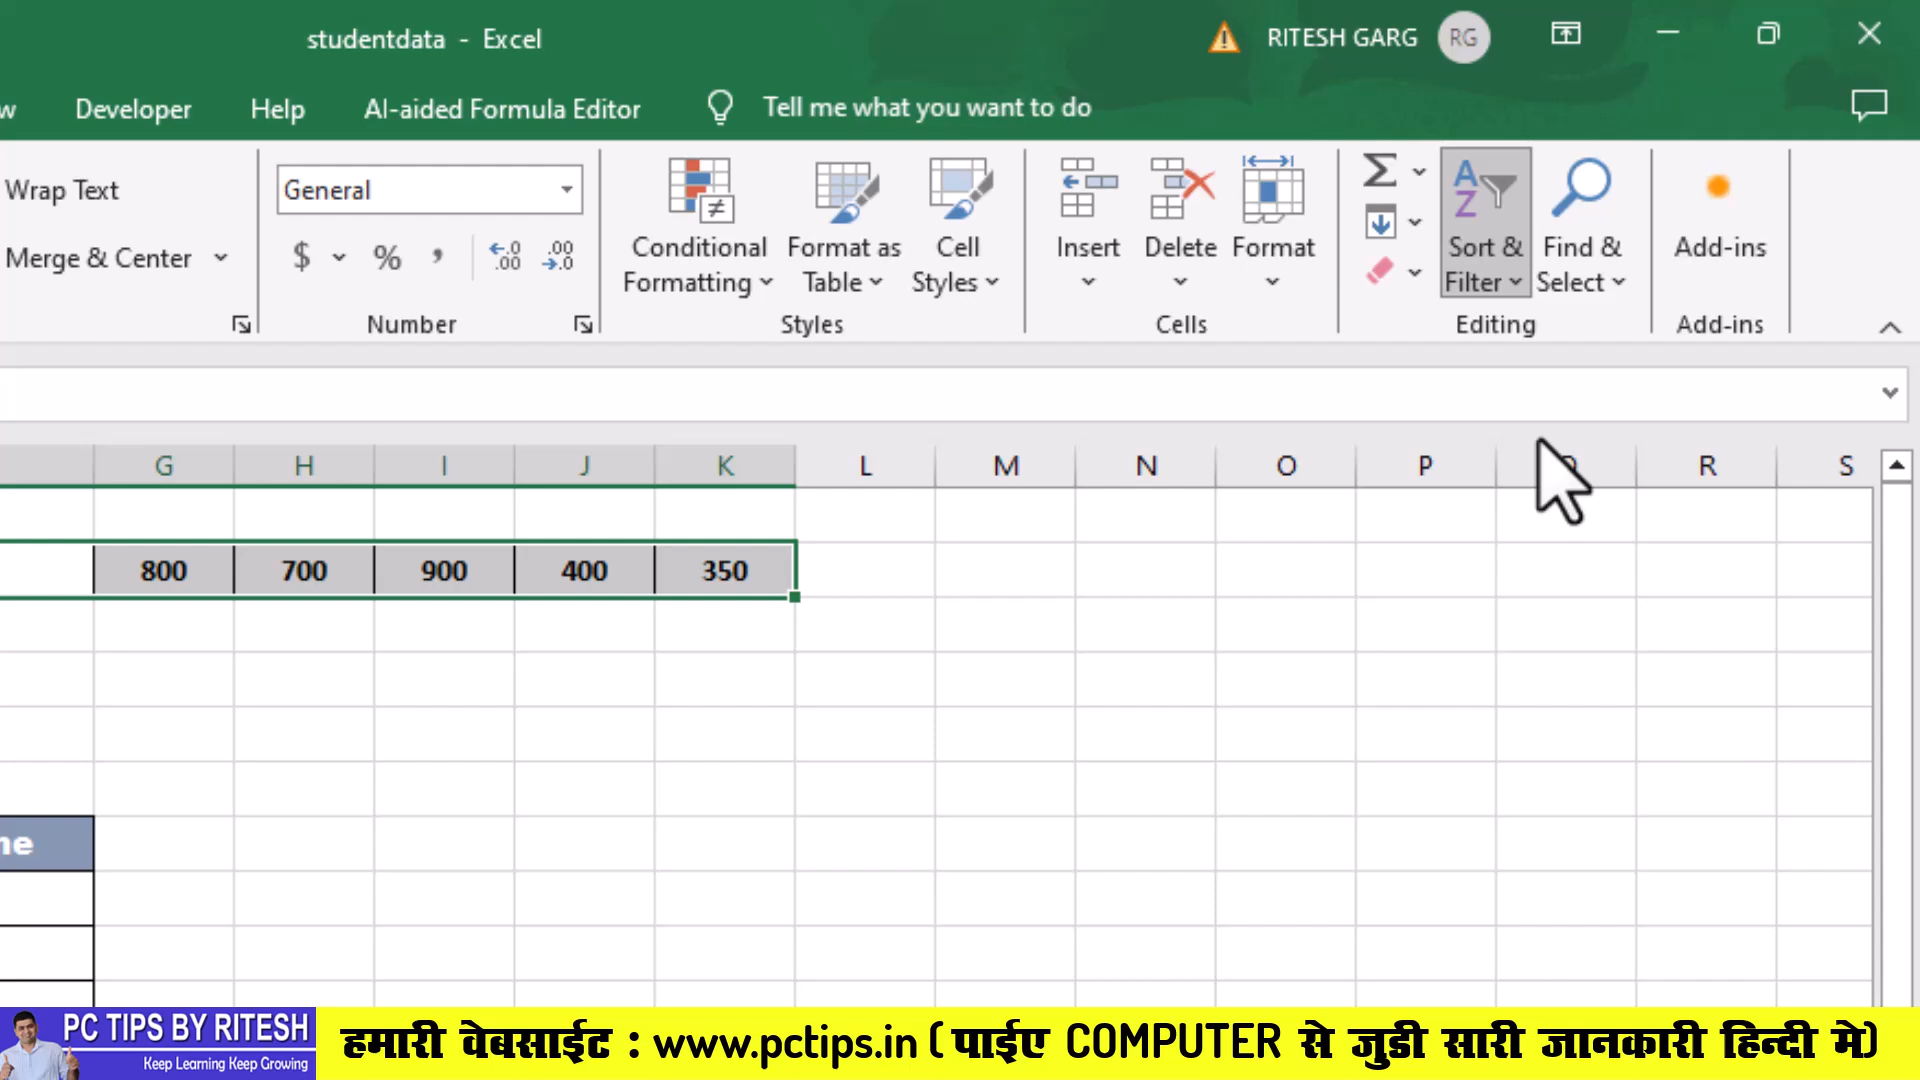 studentdata - Excel
RITESH GARG
RG
w
Developer
Help
AI-aided Formula Editor
Tell me what you want to do
Wrap Text
Merge & Center
General
$ % ,
←.0 .00
.00 →.0
Number
Conditional Formatting
Format as Table
Cell Styles
Styles
Insert
Delete
Format
Cells
Σ
AZ
Sort & Filter
Find & Select
Editing
Add-ins
Add-ins
G H I J K L M N O P R S
800 700 900 400 350
ne
PC TIPS BY RITESH
Keep Learning Keep Growing
हमारी वेबसाईट : www.pctips.in ( पाईए COMPUTER से जुडी सारी जानकारी हिन्दी मे)